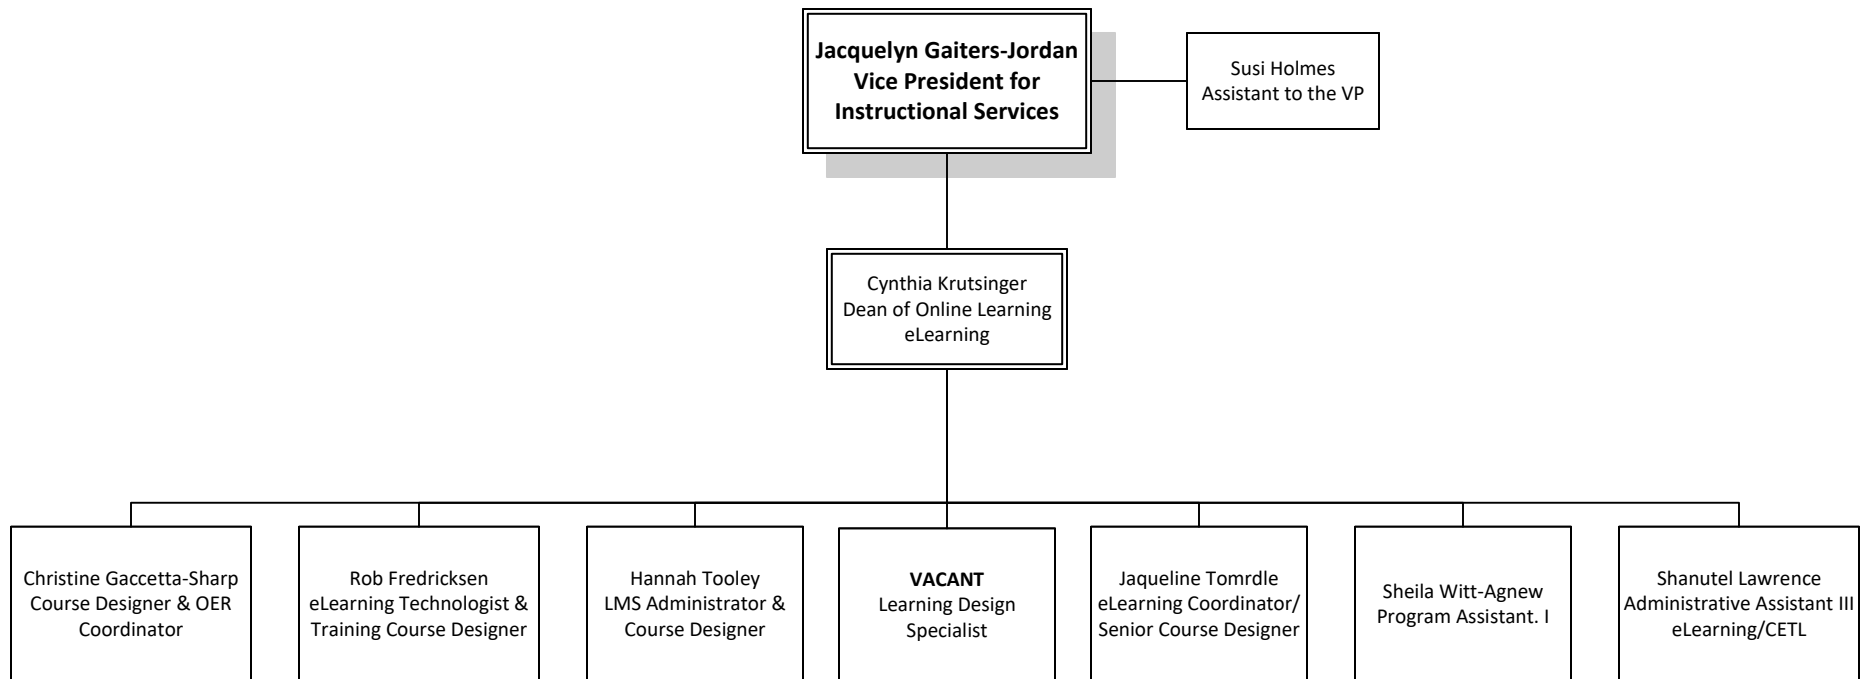 Jacquelyn Gaiters-Jordan
Vice President for
Instructional Services
Susi Holmes
Assistant to the VP
Cynthia Krutsinger
Dean of Online Learning
eLearning
Christine Gaccetta-Sharp
Course Designer & OER
Coordinator
Rob Fredricksen
eLearning Technologist &
Training Course Designer
Hannah Tooley
LMS Administrator &
Course Designer
VACANT
Learning Design
Specialist
Jaqueline Tomrdle
eLearning Coordinator/
Senior Course Designer
Sheila Witt-Agnew
Program Assistant. I
Shanutel Lawrence
Administrative Assistant III
eLearning/CETL